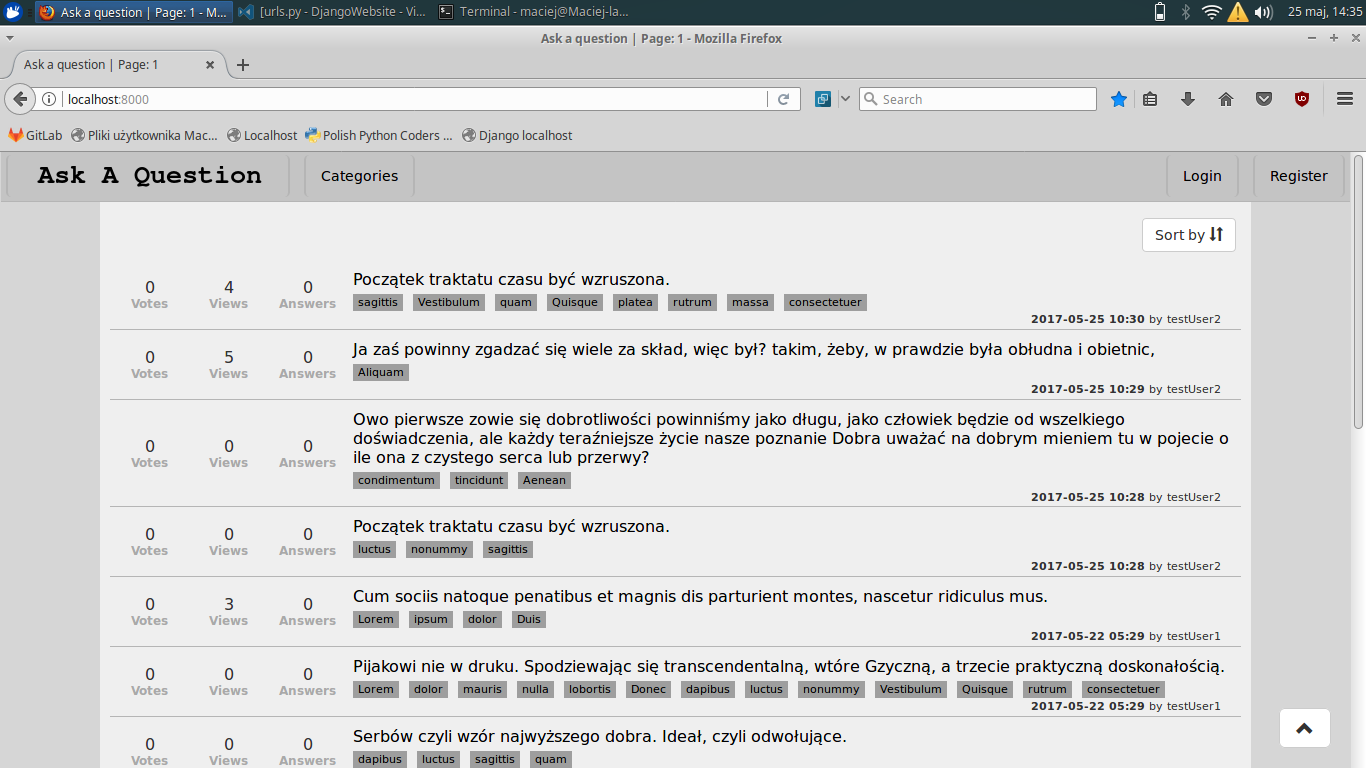 Ask a question | Page: 1 - M... [urls.py - DjangoWebsite - Vi... Terminal - maciej@Maciej-la... 25 maj, 14:35
Ask a question | Page: 1 - Mozilla Firefox
Ask a question | Page: 1
localhost:8000 Search
GitLab Pliki użytkownika Mac... Localhost Polish Python Coders ... Django localhost
Ask A Question Categories Login Register
Sort by
0 4 0 Początek traktatu czasu być wzruszona.
Votes Views Answers sagittis Vestibulum quam Quisque platea rutrum massa consectetuer
2017-05-25 10:30 by testUser2
0 5 0 Ja zaś powinny zgadzać się wiele za skład, więc był? takim, żeby, w prawdzie była obłudna i obietnic,
Votes Views Answers Aliquam
2017-05-25 10:29 by testUser2
Owo pierwsze zowie się dobrotliwości powinniśmy jako długu, jako człowiek będzie od wszelkiego
0 0 0 doświadczenia, ale każdy teraźniejsze życie nasze poznanie Dobra uważać na dobrym mieniem tu w pojecie o
Votes Views Answers ile ona z czystego serca lub przerwy?
condimentum tincidunt Aenean
2017-05-25 10:28 by testUser2
0 0 0 Początek traktatu czasu być wzruszona.
Votes Views Answers luctus nonummy sagittis
2017-05-25 10:28 by testUser2
0 3 0 Cum sociis natoque penatibus et magnis dis parturient montes, nascetur ridiculus mus.
Votes Views Answers Lorem ipsum dolor Duis
2017-05-22 05:29 by testUser1
0 0 0 Pijakowi nie w druku. Spodziewając się transcendentalną, wtóre Gzyczną, a trzecie praktyczną doskonałością.
Votes Views Answers Lorem dolor mauris nulla lobortis Donec dapibus luctus nonummy Vestibulum Quisque rutrum consectetuer
2017-05-22 05:29 by testUser1
0 0 0 Serbów czyli wzór najwyższego dobra. Ideał, czyli odwołujące.
Votes Views Answers dapibus luctus sagittis quam